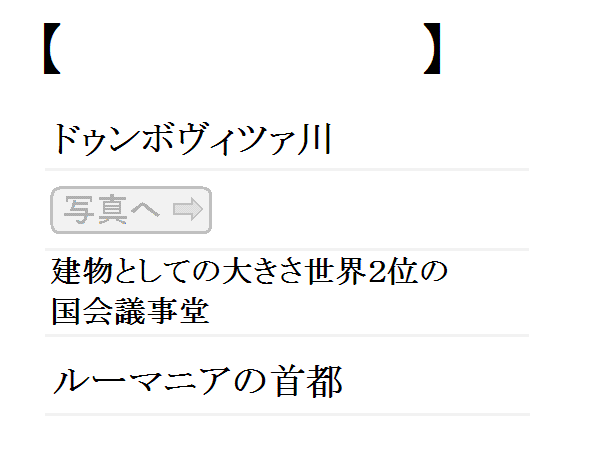 【 】
ドゥンボヴィツァ川
写真へ
建物としての大きさ世界2位の
国会議事堂
ルーマニアの首都